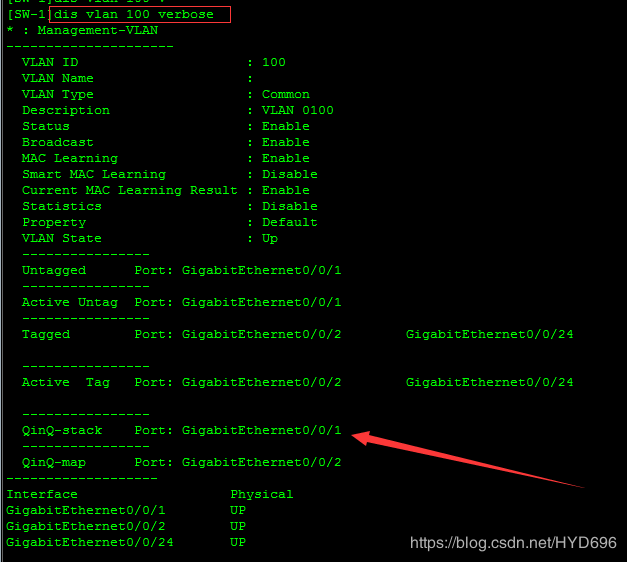 [SW-1]dis vlan 100 verbose
* : Management-VLAN
---------------------
VLAN ID : 100
VLAN Name :
VLAN Type : Common
Description : VLAN 0100
Status : Enable
Broadcast : Enable
MAC Learning : Enable
Smart MAC Learning : Disable
Current MAC Learning Result : Enable
Statistics : Disable
Property : Default
VLAN State : Up
----------------
Untagged Port: GigabitEthernet0/0/1
----------------
Active Untag Port: GigabitEthernet0/0/1
----------------
Tagged Port: GigabitEthernet0/0/2 GigabitEthernet0/0/24
----------------
Active Tag Port: GigabitEthernet0/0/2 GigabitEthernet0/0/24
----------------
QinQ-stack Port: GigabitEthernet0/0/1
----------------
QinQ-map Port: GigabitEthernet0/0/2
-------------------
Interface Physical
GigabitEthernet0/0/1 UP
GigabitEthernet0/0/2 UP
GigabitEthernet0/0/24 UP
https://blog.csdn.net/HYD696